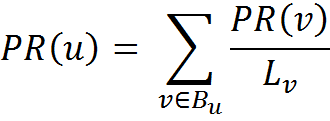 PR(u) = ∑_{v∈B_u} PR(v)/L_v